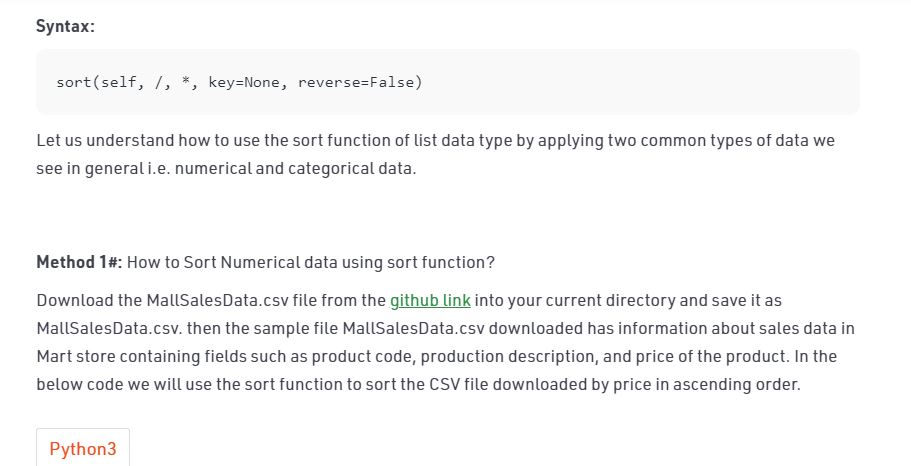 Syntax:
sort(self, /, *, key=None, reverse=False)
Let us understand how to use the sort function of list data type by applying two common types of data we
see in general i.e. numerical and categorical data.
Method 1#: How to Sort Numerical data using sort function?
Download the MallSalesData.csv file from the github link into your current directory and save it as
MallSalesData.csv. then the sample file MallSalesData.csv downloaded has information about sales data in
Mart store containing fields such as product code, production description, and price of the product. In the
below code we will use the sort function to sort the CSV file downloaded by price in ascending order.
Python3